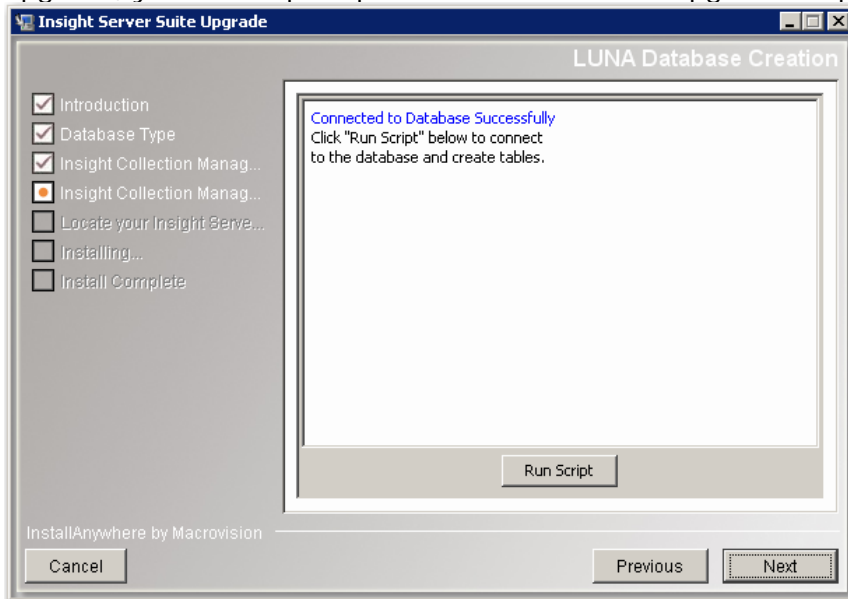 Insight Server Suite Upgrade
LUNA Database Creation
Introduction
Database Type
Insight Collection Manag...
Insight Collection Manag...
Locate your Insight Serve...
Installing...
Install Complete
Connected to Database Successfully
Click "Run Script" below to connect
to the database and create tables.
Run Script
InstallAnywhere by Macrovision
Cancel
Previous
Next